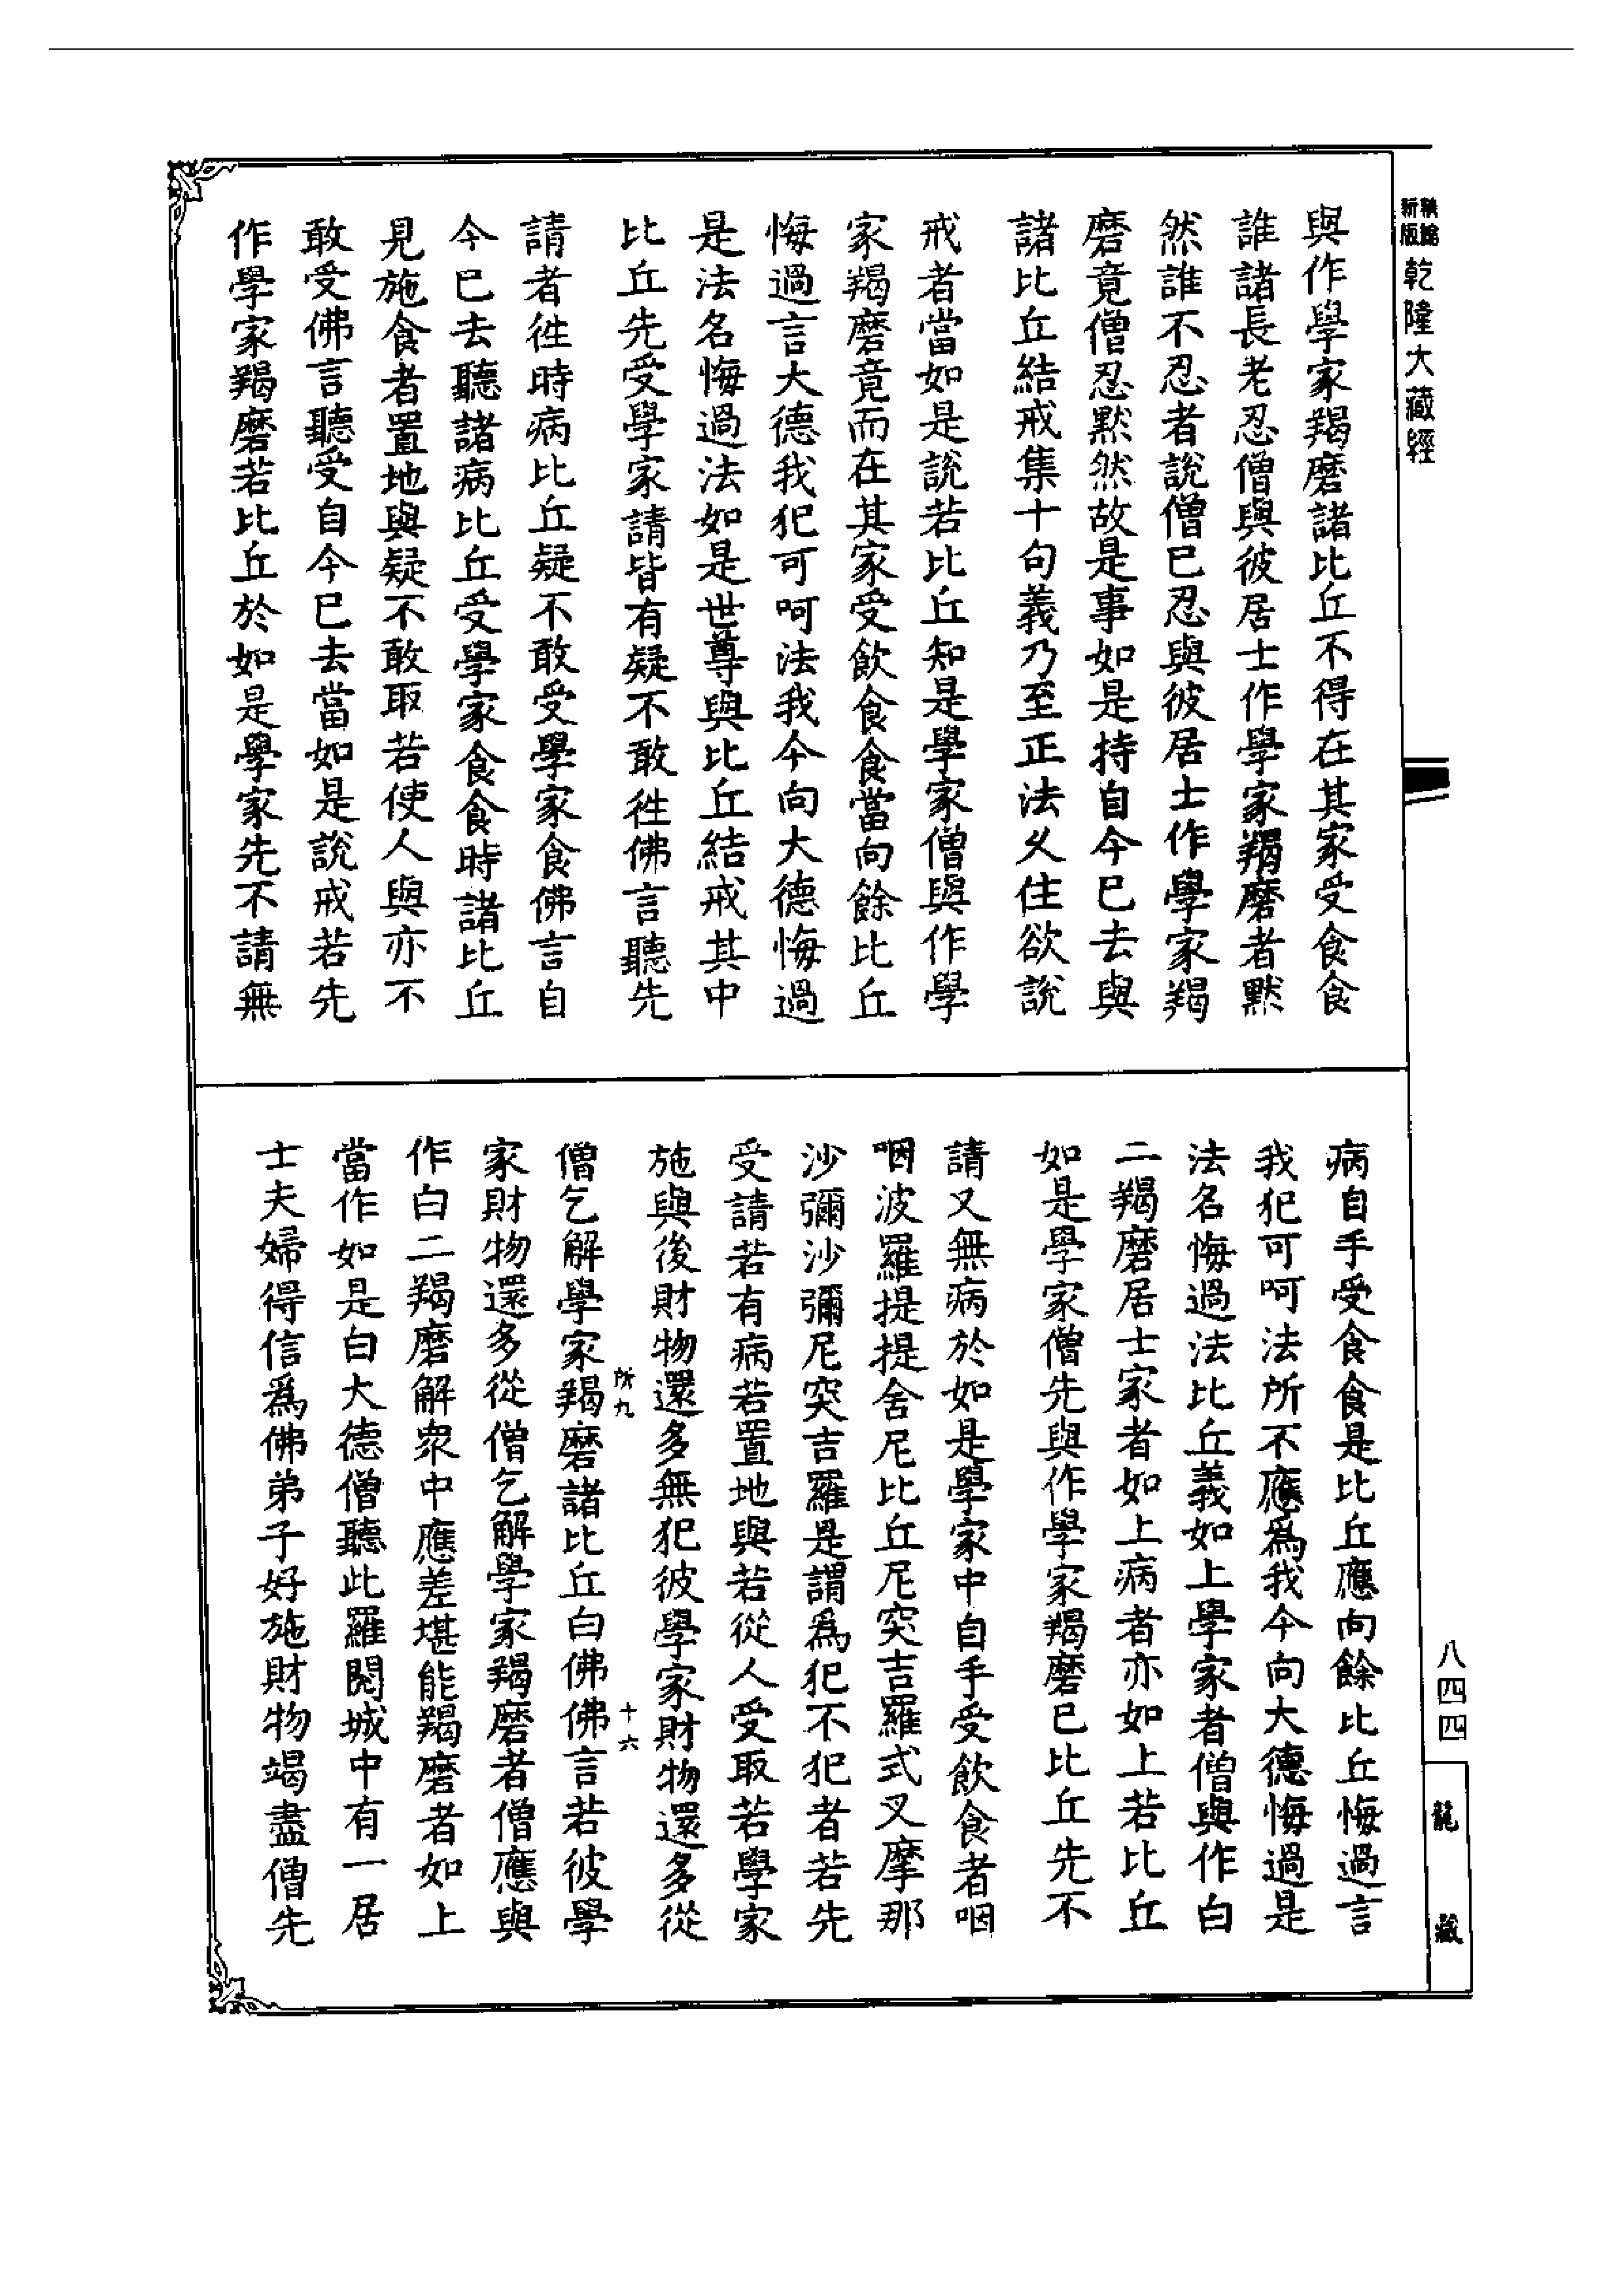 新版
乾隆大藏經
與作學家羯磨諸比丘不得在其家受食食
誰諸長老忍僧與彼居士作學家羯磨者默
然誰不忍者說僧已忍與彼居士作學家羯
磨竟僧忍默然故是事如是持自今已去與
諸比丘結戒集十句義乃至正法久住欲說
戒者當如是說若比丘知是學家僧與作學
家羯磨竟而在其家受飲食食當向餘比丘
悔過言大德我犯可呵法我今向大德悔過
是法名悔過法如是世尊與比丘結戒其中
比丘先受學家請皆有疑不敢往佛言聽先
請者往時病比丘疑不敢受學家食佛言自
今已去聽諸病比丘受學家食食時諸比丘
見施食者置地與疑不敢取若使人與亦不
敢受佛言聽受自今已去當如是說戒若先
作學家羯磨若比丘於如是學家先不請無
病自手受食食是比丘應向餘比丘悔過言
我犯可呵法所不應爲我今向大德悔過是
法名悔過法比丘義如上學家者僧與作白
二羯磨居士家者如上病者亦如上若比丘
如是學家僧先與作學家羯磨已比丘先不
請又無病於如是學家中自手受飲食者咽
咽波羅提提舍尼比丘尼突吉羅式叉摩那
沙彌沙彌尼突吉羅是謂爲犯不犯者若先
受請若有病若置地與若從人受取若學家
施與後財物還多無犯彼學家財物還多從
所九
十六
僧乞解學家羯磨諸比丘白佛佛言若彼學
家財物還多從僧乞解學家羯磨者僧應與
作白二羯磨解眾中應差堪能羯磨者如上
當作如是白大德僧聽此羅閱城中有一居
士夫婦得信爲佛弟子好施財物竭盡僧先
八四四
龍藏